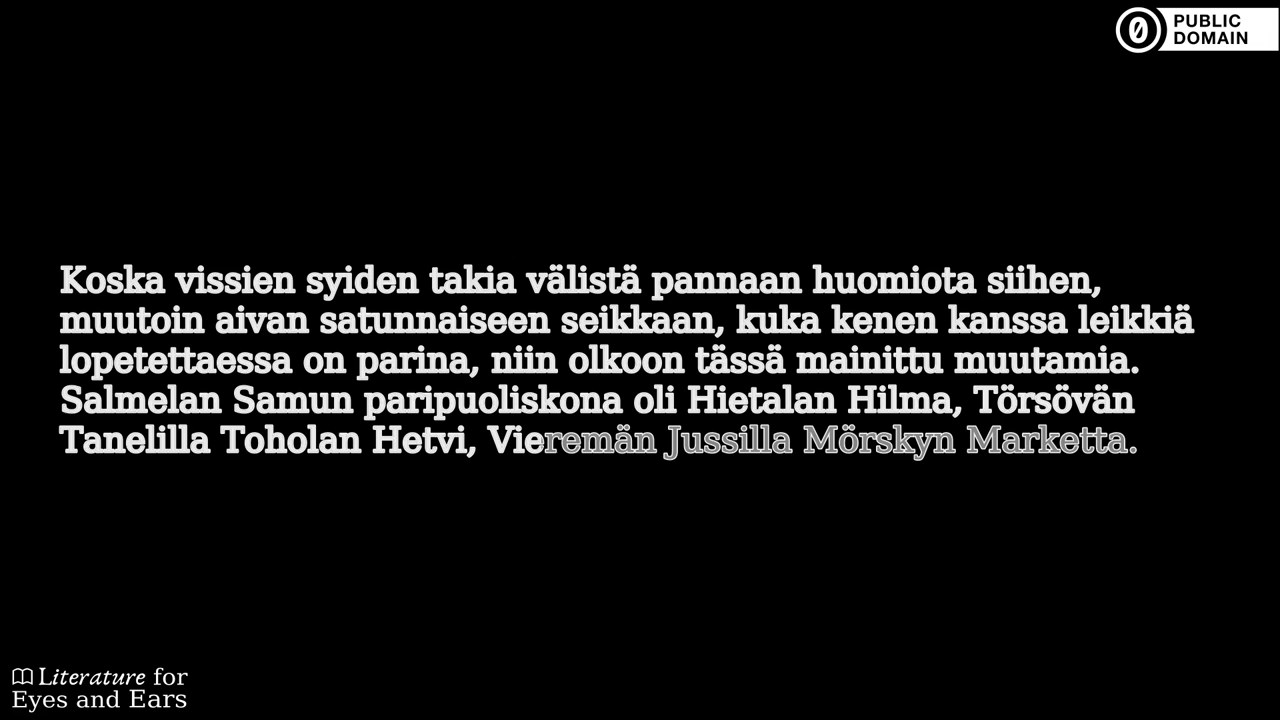 PUBLIC
DOMAIN
Koska vissien syiden takia välistä pannaan huomiota siihen,
muutoin aivan satunnaiseen seikkaan, kuka kenen kanssa leikkiä
lopetettaessa on parina, niin olkoon tässä mainittu muutamia.
Salmelan Samun paripuoliskona oli Hietalan Hilma, Törsövän
Tanelilla Toholan Hetvi, Vieremän Jussilla Mörskyn Marketta.
Literature for
Eyes and Ears